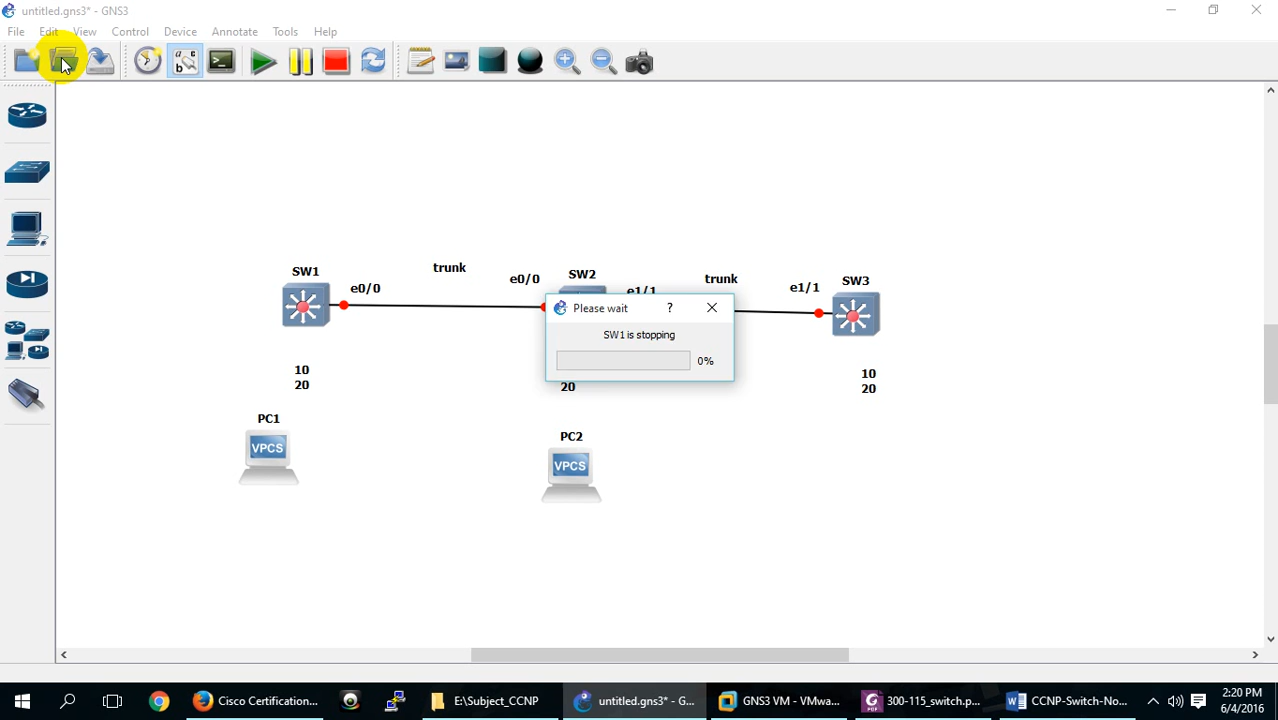 untitled.gns3* - GNS3
File Edit View Control Device Annotate Tools Help
a
b c
trunk
SW1
e0/0
e0/0
SW2
e1/1
trunk
e1/1
SW3
Please wait
?
SW1 is stopping
0%
10
20
20
10
20
PC1
VPCS
PC2
VPCS
Cisco Certification...
E:\Subject_CCNP
untitled.gns3* - G...
GNS3 VM - VMwa...
PDF
300-115_switch.p...
CCNP-Switch-No...
2:20 PM
6/4/2016